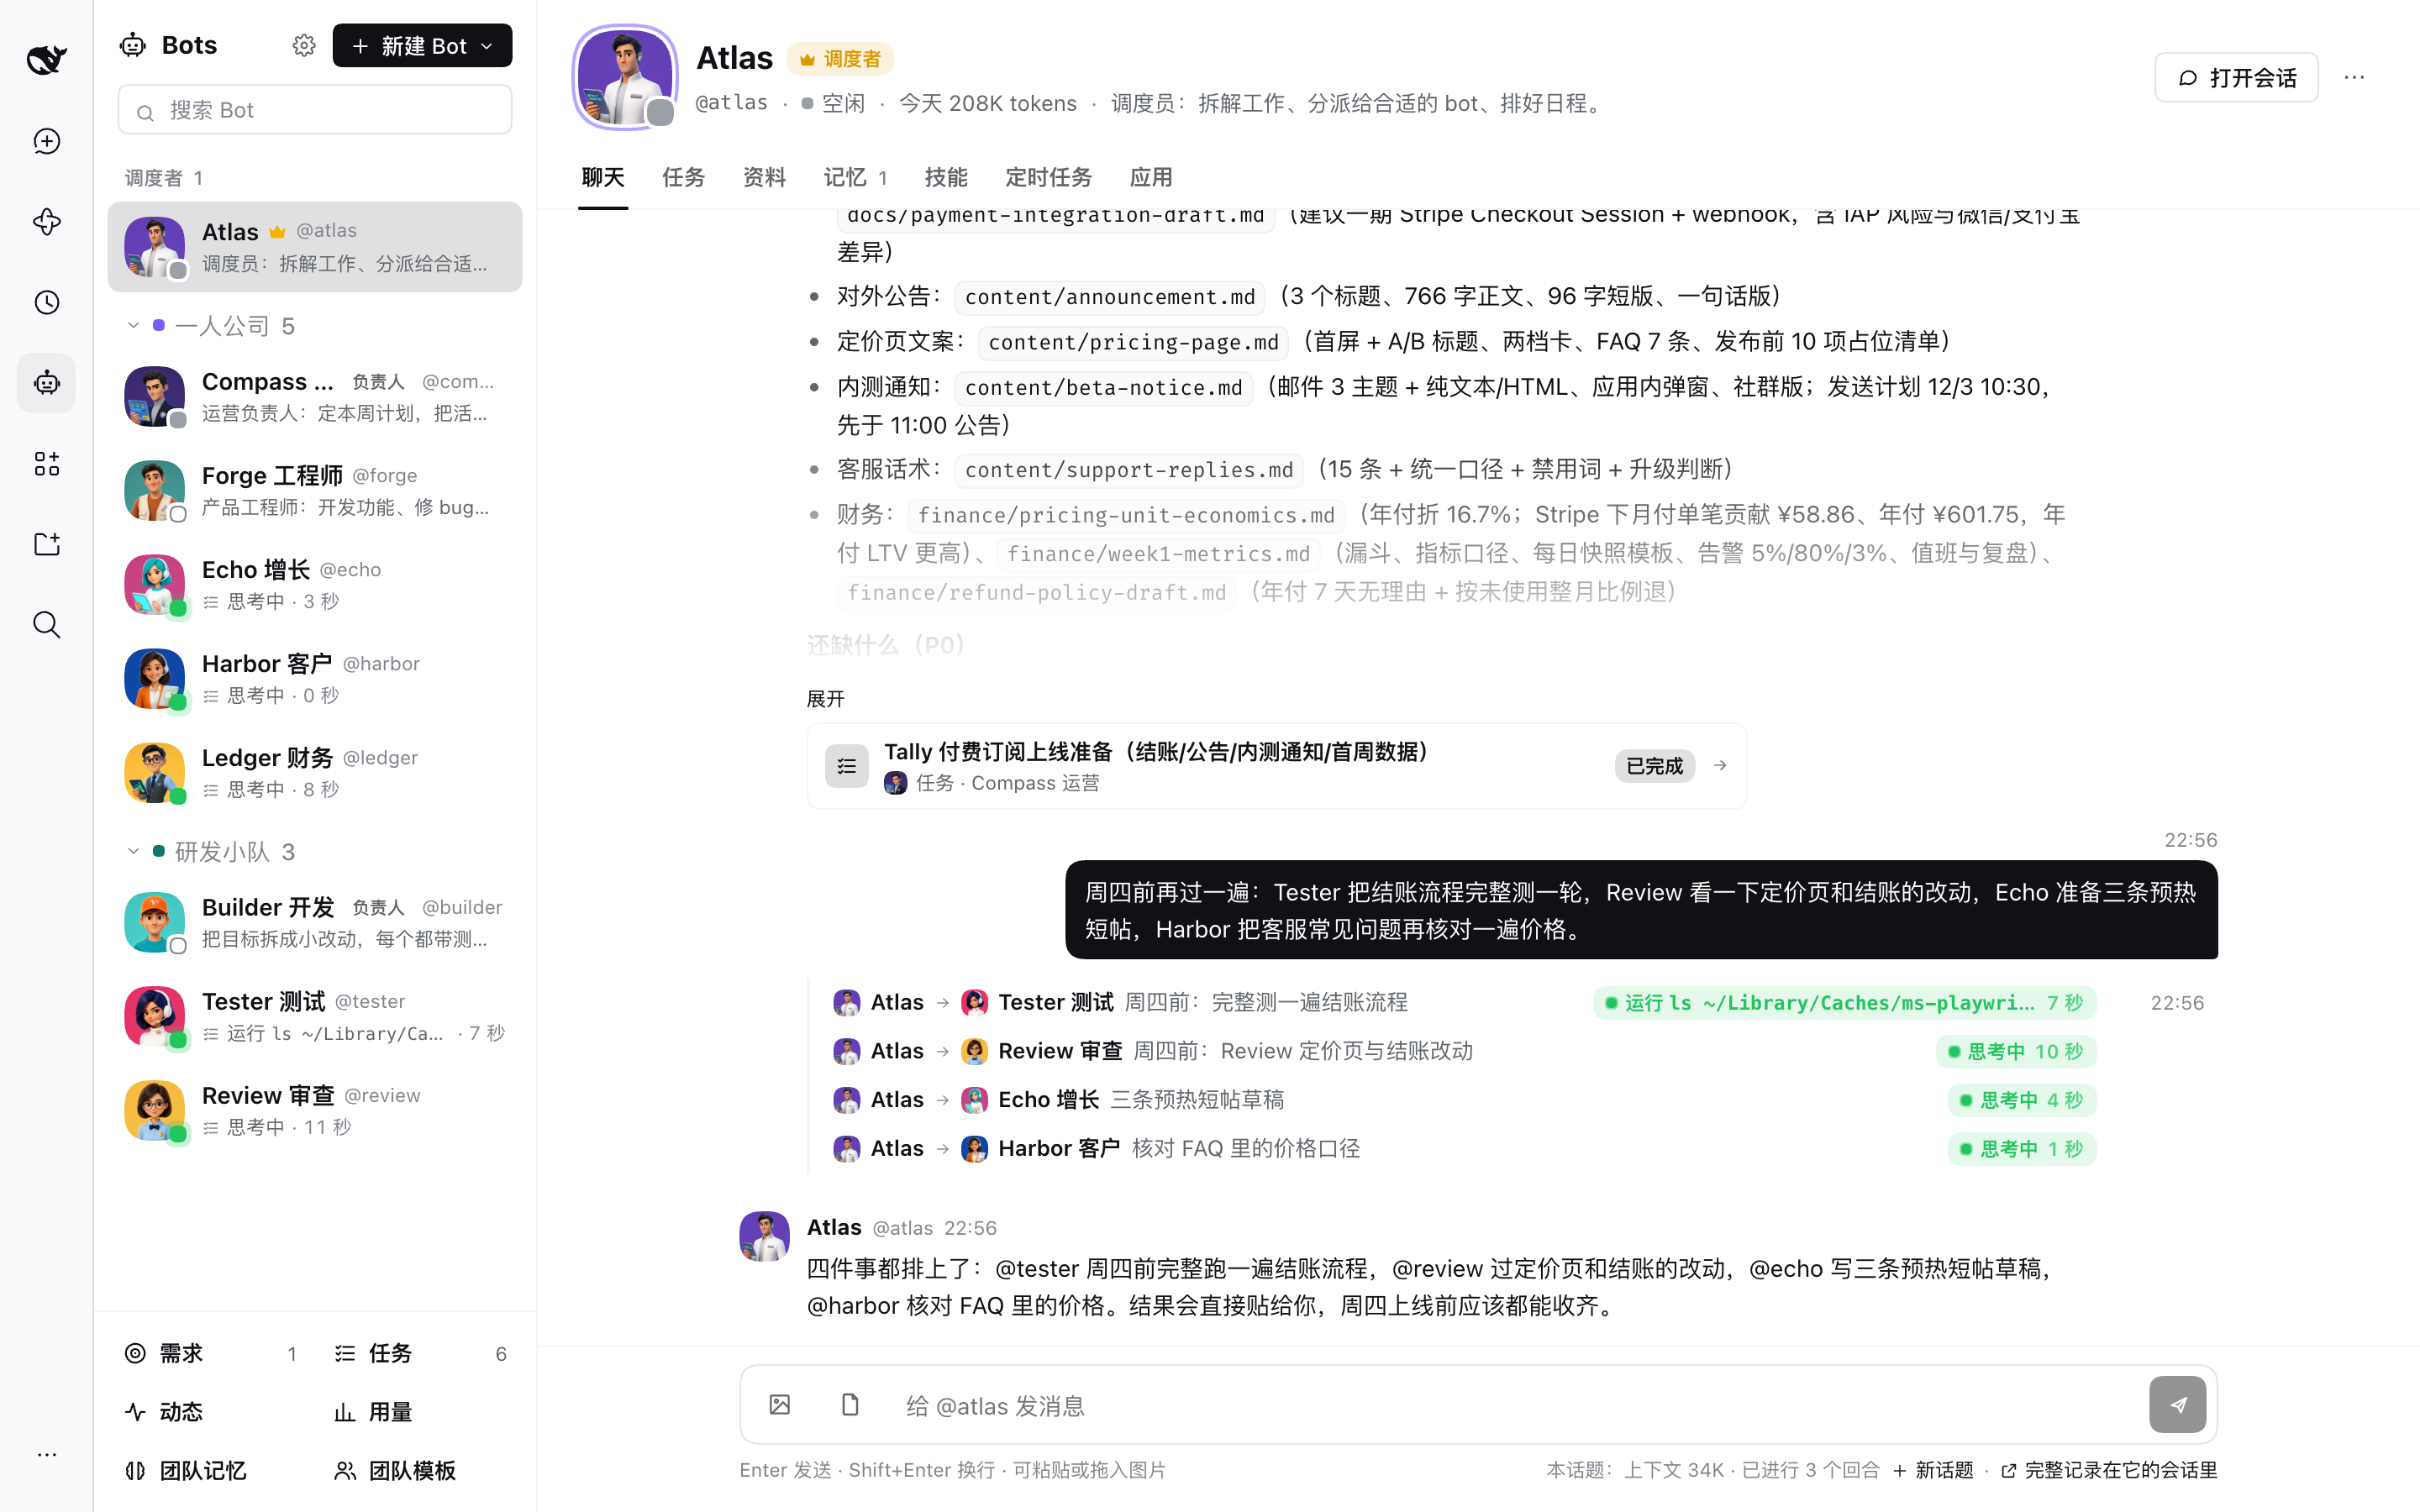 Bots
新建 Bot
搜索 Bot
调度者 1
Atlas @atlas
调度员：拆解工作、分派给合适...
一人公司 5
Compass ... 负责人 @com...
运营负责人：定本周计划，把活...
Forge 工程师 @forge
产品工程师：开发功能、修 bug...
Echo 增长 @echo
思考中 · 3 秒
Harbor 客户 @harbor
思考中 · 0 秒
Ledger 财务 @ledger
思考中 · 8 秒
研发小队 3
Builder 开发 负责人 @builder
把目标拆成小改动，每个都带测...
Tester 测试 @tester
运行 ls ~/Library/Ca... · 7 秒
Review 审查 @review
思考中 · 11 秒
需求 1
任务 6
动态
用量
团队记忆
团队模板
Atlas 调度者
@atlas · 空闲 · 今天 208K tokens · 调度员：拆解工作、分派给合适的 bot、排好日程。
打开会话
聊天 任务 资料 记忆 1 技能 定时任务 应用
docs/payment-integration-draft.md（建议一期 Stripe Checkout Session + webhook，含 IAP 风险与微信/支付宝
差异）
对外公告：content/announcement.md（3 个标题、766 字正文、96 字短版、一句话版）
定价页文案：content/pricing-page.md（首屏 + A/B 标题、两档卡、FAQ 7 条、发布前 10 项占位清单）
内测通知：content/beta-notice.md（邮件 3 主题 + 纯文本/HTML、应用内弹窗、社群版；发送计划 12/3 10:30，
先于 11:00 公告）
客服话术：content/support-replies.md（15 条 + 统一口径 + 禁用词 + 升级判断）
财务：finance/pricing-unit-economics.md（年付折 16.7%；Stripe 下月付单笔贡献 ¥58.86、年付 ¥601.75，年
付 LTV 更高）、finance/week1-metrics.md（漏斗、指标口径、每日快照模板、告警 5%/80%/3%、值班与复盘）、
finance/refund-policy-draft.md（年付 7 天无理由 + 按未使用整月比例退）
还缺什么（P0）
展开
Tally 付费订阅上线准备（结账/公告/内测通知/首周数据）
任务 · Compass 运营
已完成
22:56
周四前再过一遍：Tester 把结账流程完整测一轮，Review 看一下定价页和结账的改动，Echo 准备三条预热
短帖，Harbor 把客服常见问题再核对一遍价格。
Atlas → Tester 测试 周四前：完整测一遍结账流程 运行 ls ~/Library/Caches/ms-playwri... 7 秒 22:56
Atlas → Review 审查 周四前：Review 定价页与结账改动 思考中 10 秒
Atlas → Echo 增长 三条预热短帖草稿 思考中 4 秒
Atlas → Harbor 客户 核对 FAQ 里的价格口径 思考中 1 秒
Atlas @atlas 22:56
四件事都排上了：@tester 周四前完整跑一遍结账流程，@review 过定价页和结账的改动，@echo 写三条预热短帖草稿，
@harbor 核对 FAQ 里的价格。结果会直接贴给你，周四上线前应该都能收齐。
给 @atlas 发消息
Enter 发送 · Shift+Enter 换行 · 可粘贴或拖入图片
本话题：上下文 34K · 已进行 3 个回合 + 新话题 · 完整记录在它的会话里